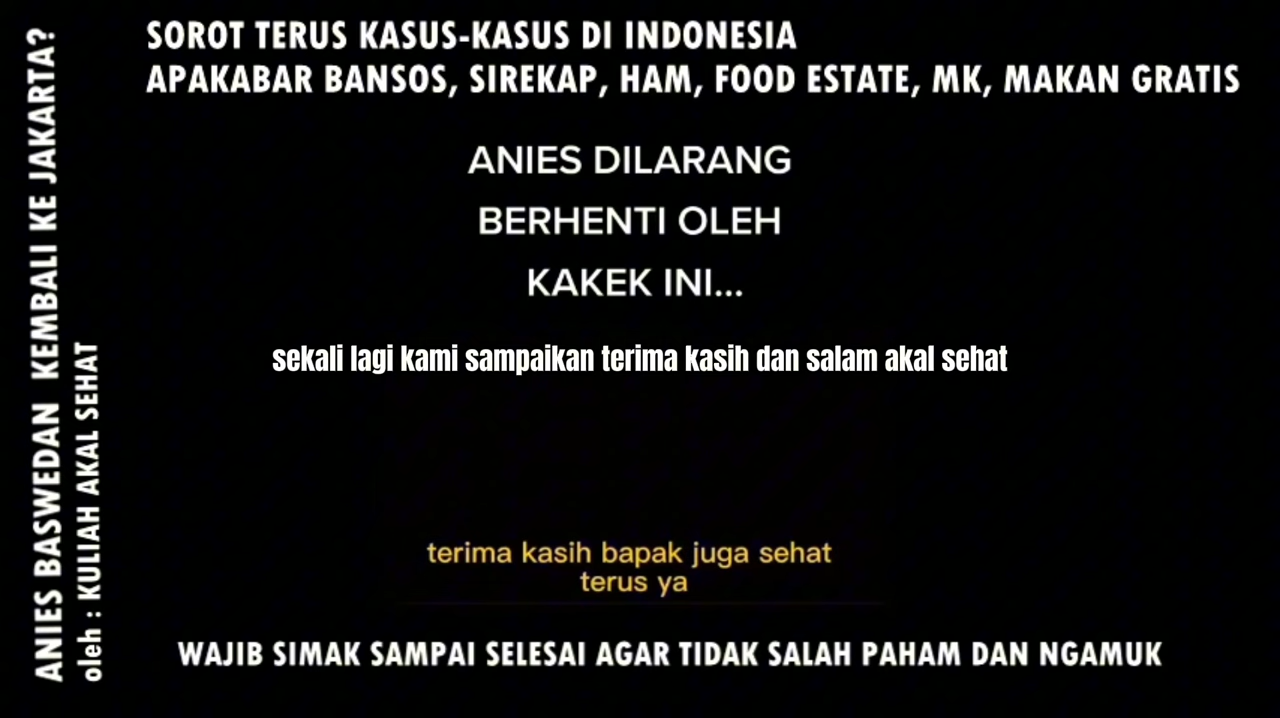 SOROT TERUS KASUS-KASUS DI INDONESIA
APAKABAR BANSOS, SIREKAP, HAM, FOOD ESTATE, MK, MAKAN GRATIS
ANIES BASWEDAN KEMBALI KE JAKARTA?
oleh : KULIAH AKAL SEHAT
ANIES DILARANG
BERHENTI OLEH
KAKEK INI...
sekali lagi kami sampaikan terima kasih dan salam akal sehat
terima kasih bapak juga sehat
terus ya
WAJIB SIMAK SAMPAI SELESAI AGAR TIDAK SALAH PAHAM DAN NGAMUK